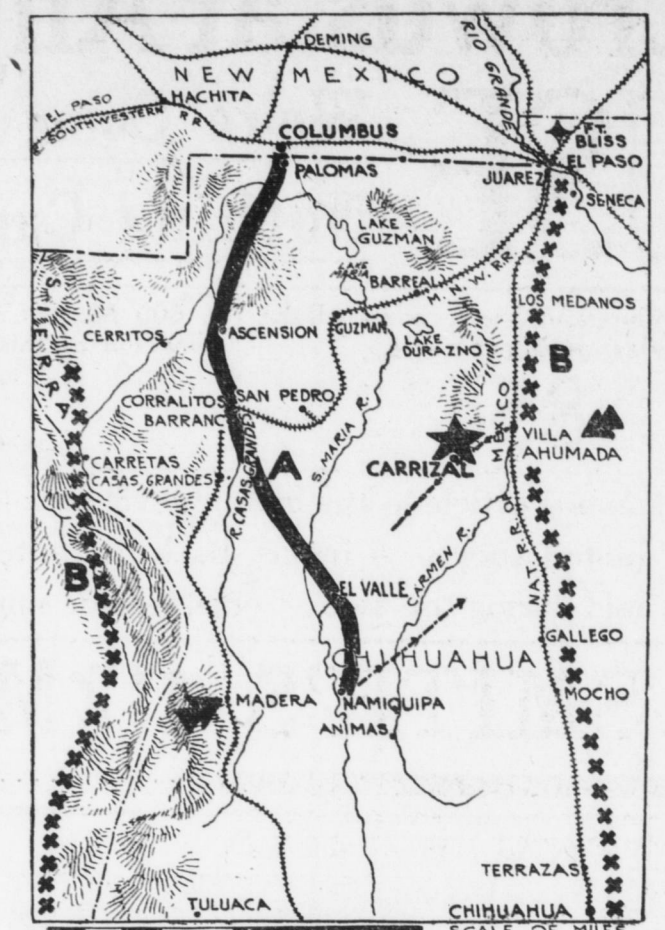 DEMING
RIO GRANDE
NEW MEXICO
HACHITA
EL PASO
SOUTHWESTERN R.R.
COLUMBUS
FT. BLISS
EL PASO
PALOMAS
JUAREZ
SENECA
LAKE GUZMAN
LAKE MARIA
BARREAL
M.N.W.RR.
LOS MEDANOS
SIERRA
CERRITOS
ASCENSION
GUZMAN
LAKE DURAZNO
B
CORRALITOS
SAN PEDRO
BARRANC
MEXICO
VILLA AHUMADA
CARRETAS
CASAS GRANDES
R. CASAS GRANDES
A
S. MARIA R.
CARRIZAL
B
EL VALLE
CARMEN R.
NAT. R.R. OF
GALLEGO
CHIHUAHUA
MADERA
NAMIQUIPA
MOCHO
ANIMAS
TERRAZAS
TULUACA
CHIHUAHUA
SCALE OF MILES